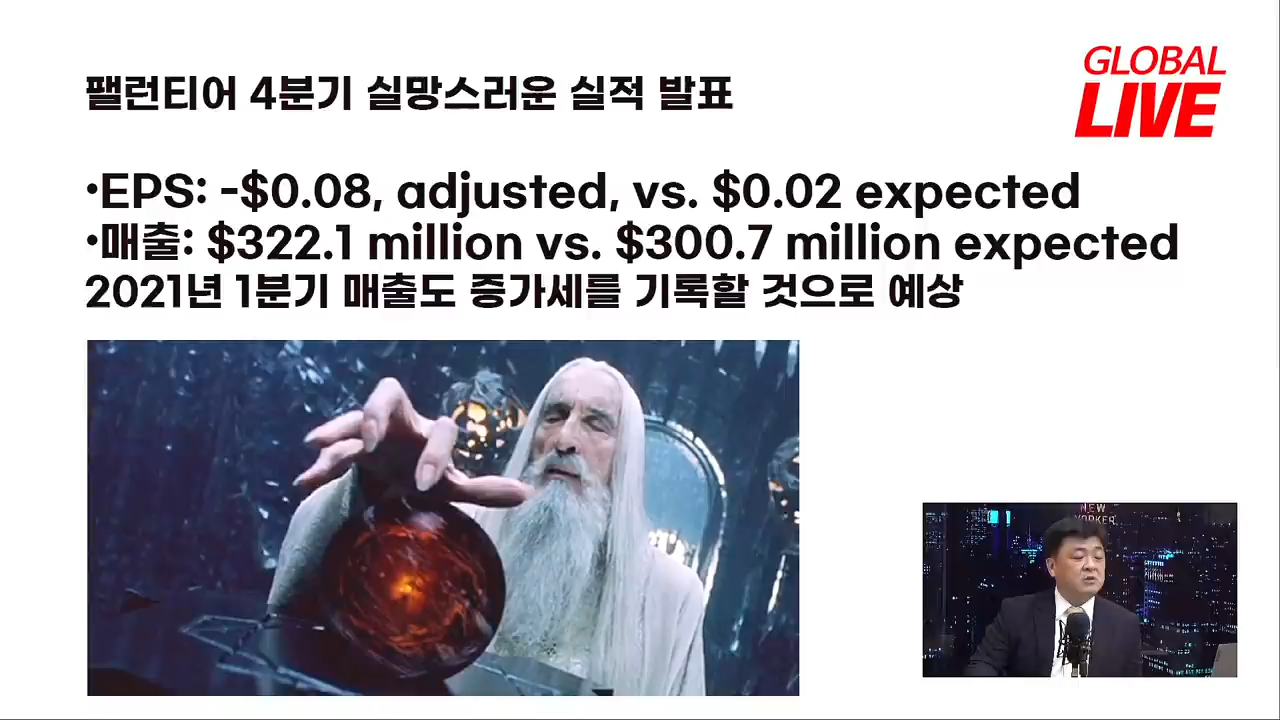 팰런티어 4분기 실망스러운 실적 발표
GLOBAL
LIVE
•EPS: -$0.08, adjusted, vs. $0.02 expected
•매출: $322.1 million vs. $300.7 million expected
2021년 1분기 매출도 증가세를 기록할 것으로 예상
NEW
YORKER